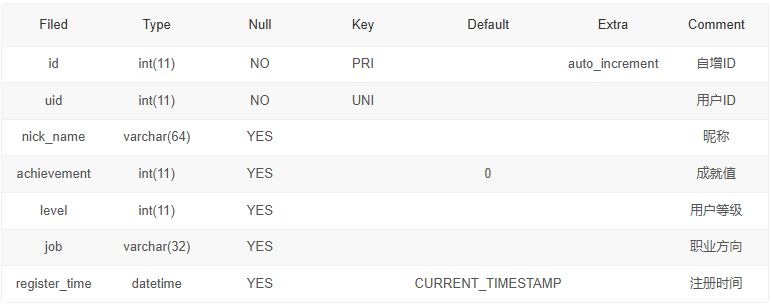 Filed Type Null Key Default Extra Comment
id int(11) NO PRI auto_increment 自增ID
uid int(11) NO UNI 用户ID
nick_name varchar(64) YES 昵称
achievement int(11) YES 0 成就值
level int(11) YES 用户等级
job varchar(32) YES 职业方向
register_time datetime YES CURRENT_TIMESTAMP 注册时间